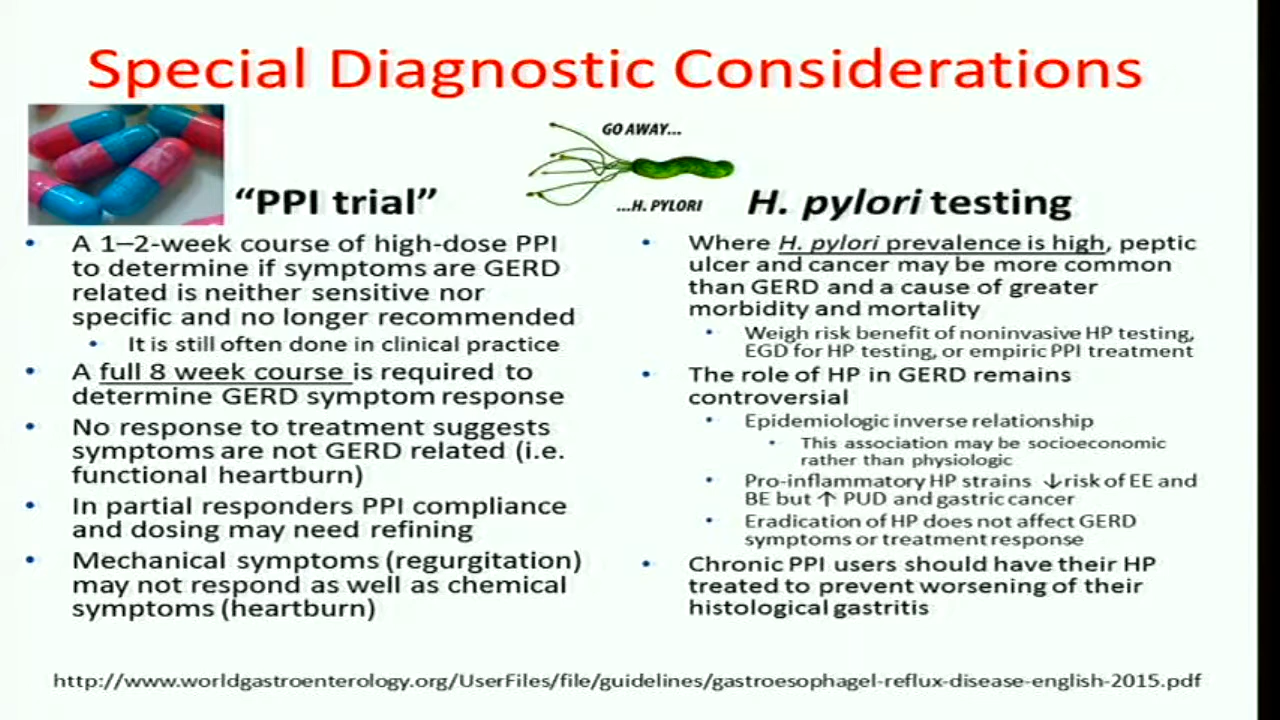 Special Diagnostic Considerations
GO AWAY...
...H. PYLORI
“PPI trial”
• A 1–2-week course of high-dose PPI
to determine if symptoms are GERD
related is neither sensitive nor
specific and no longer recommended
• It is still often done in clinical practice
• A full 8 week course is required to
determine GERD symptom response
• No response to treatment suggests
symptoms are not GERD related (i.e.
functional heartburn)
• In partial responders PPI compliance
and dosing may need refining
• Mechanical symptoms (regurgitation)
may not respond as well as chemical
symptoms (heartburn)
H. pylori testing
• Where H. pylori prevalence is high, peptic
ulcer and cancer may be more common
than GERD and a cause of greater
morbidity and mortality
• Weigh risk benefit of noninvasive HP testing,
EGD for HP testing, or empiric PPI treatment
• The role of HP in GERD remains
controversial
• Epidemiologic inverse relationship
• This association may be socioeconomic
rather than physiologic
• Pro-inflammatory HP strains ↓risk of EE and
BE but ↑ PUD and gastric cancer
• Eradication of HP does not affect GERD
symptoms or treatment response
• Chronic PPI users should have their HP
treated to prevent worsening of their
histological gastritis
http://www.worldgastroenterology.org/UserFiles/file/guidelines/gastroesophagel-reflux-disease-english-2015.pdf